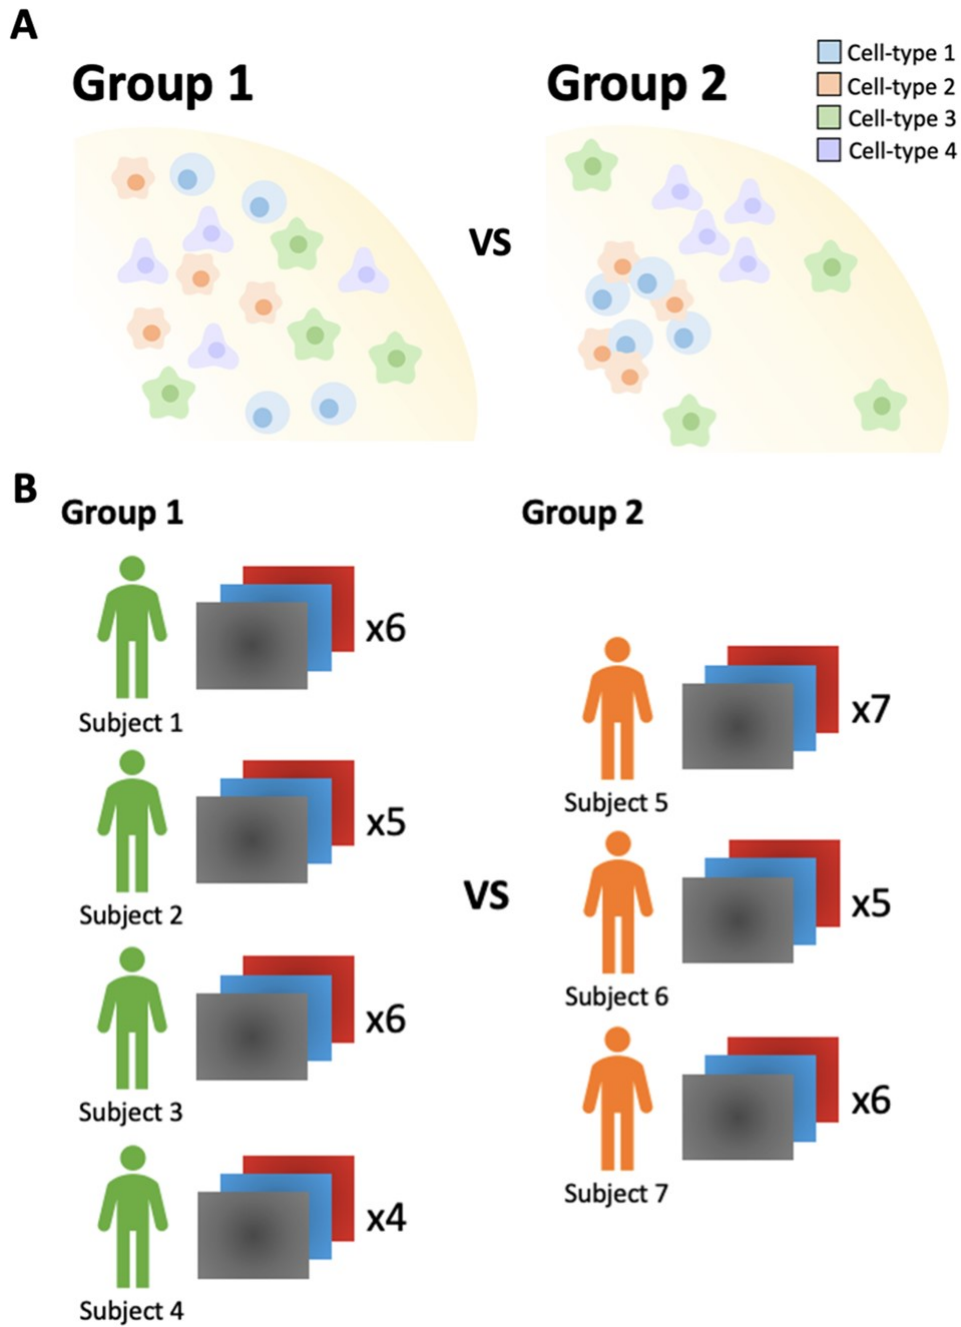 A
Group 1
Group 2
Cell-type 1
Cell-type 2
Cell-type 3
Cell-type 4
VS
B
Group 1
Group 2
x6
Subject 1
x5
Subject 2
x6
Subject 3
x4
Subject 4
VS
x7
Subject 5
x5
Subject 6
x6
Subject 7